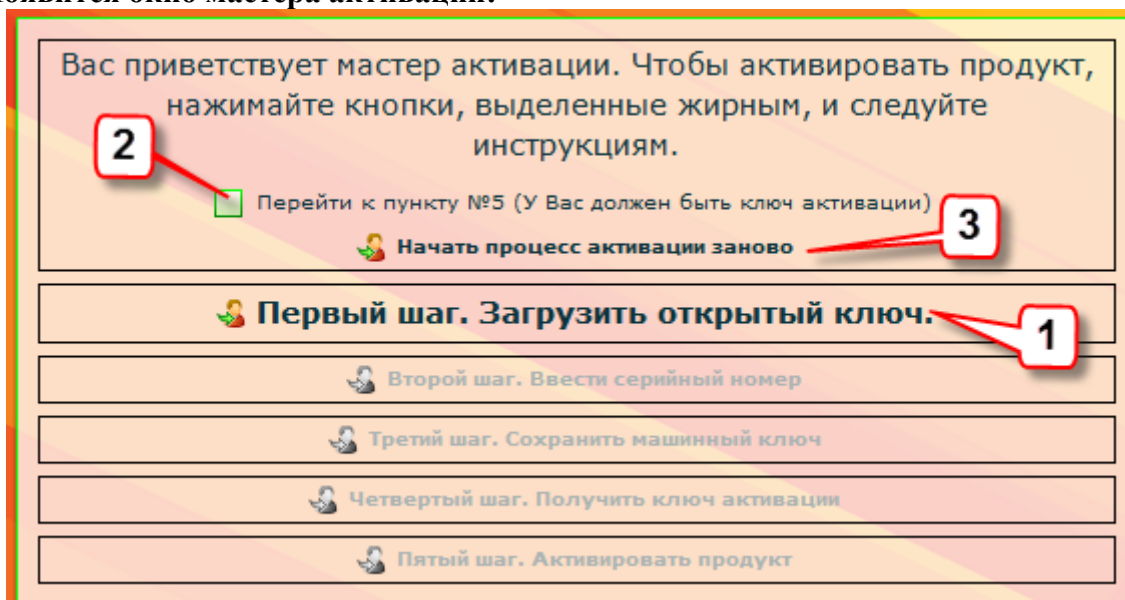 окно мастера активации.
Вас приветствует мастер активации. Чтобы активировать продукт,
нажимайте кнопки, выделенные жирным, и следуйте
инструкциям.
2
Перейти к пункту №5 (У Вас должен быть ключ активации)
3
Начать процесс активации заново
Первый шаг. Загрузить открытый ключ.
1
Второй шаг. Ввести серийный номер
Третий шаг. Сохранить машинный ключ
Четвертый шаг. Получить ключ активации
Пятый шаг. Активировать продукт